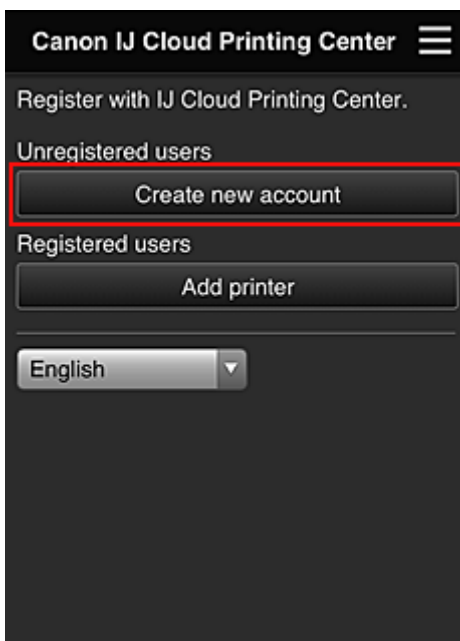 Canon IJ Cloud Printing Center
Register with IJ Cloud Printing Center.
Unregistered users
Create new account
Registered users
Add printer
English